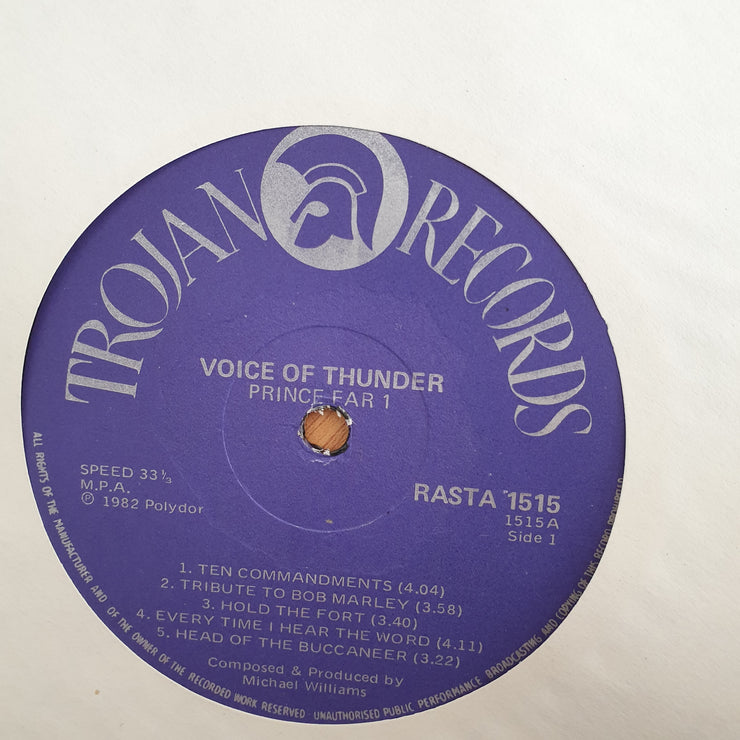 TROJAN RECORDS
VOICE OF THUNDER
PRINCE FAR 1
SPEED 33⅓
M.P.A.
℗ 1982 Polydor
RASTA 1515
1515A
Side 1
1. TEN COMMANDMENTS (4.04)
2. TRIBUTE TO BOB MARLEY (3.58)
3. HOLD THE FORT (3.40)
4. EVERY TIME I HEAR THE WORD (4.11)
5. HEAD OF THE BUCCANEER (3.22)
Composed & Produced by
Michael Williams
ALL RIGHTS OF THE MANUFACTURER AND OF THE OWNER OF THE RECORDED WORK RESERVED UNAUTHORISED PUBLIC PERFORMANCE BROADCASTING AND COPYING OF THIS RECORD